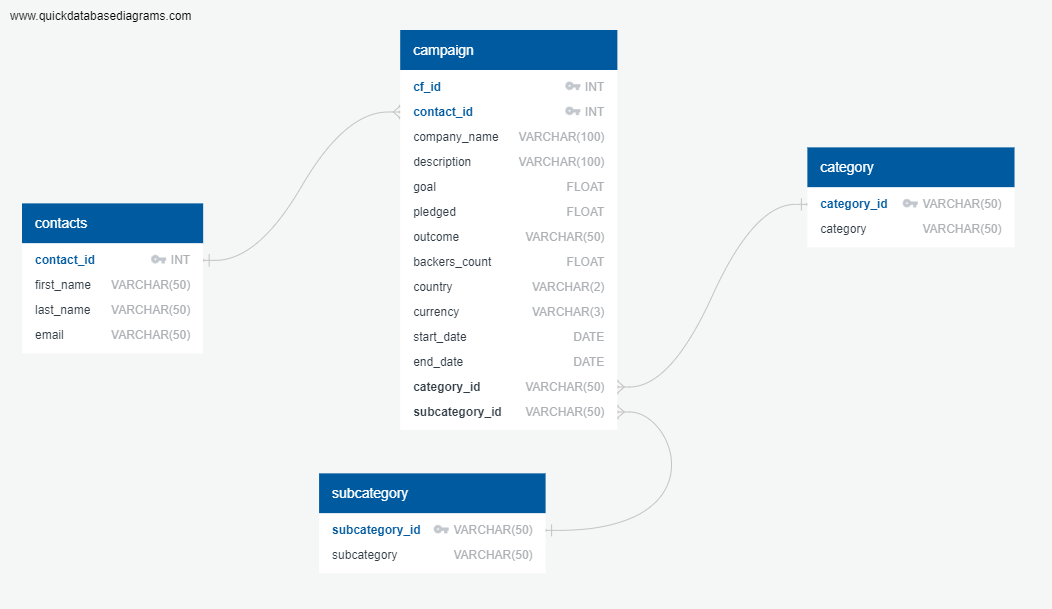 www.quickdatabasediagrams.com
campaign
cf_id INT
contact_id INT
company_name VARCHAR(100)
description VARCHAR(100)
goal FLOAT
pledged FLOAT
outcome VARCHAR(50)
backers_count FLOAT
country VARCHAR(2)
currency VARCHAR(3)
start_date DATE
end_date DATE
category_id VARCHAR(50)
subcategory_id VARCHAR(50)
category
category_id VARCHAR(50)
category VARCHAR(50)
contacts
contact_id INT
first_name VARCHAR(50)
last_name VARCHAR(50)
email VARCHAR(50)
subcategory
subcategory_id VARCHAR(50)
subcategory VARCHAR(50)